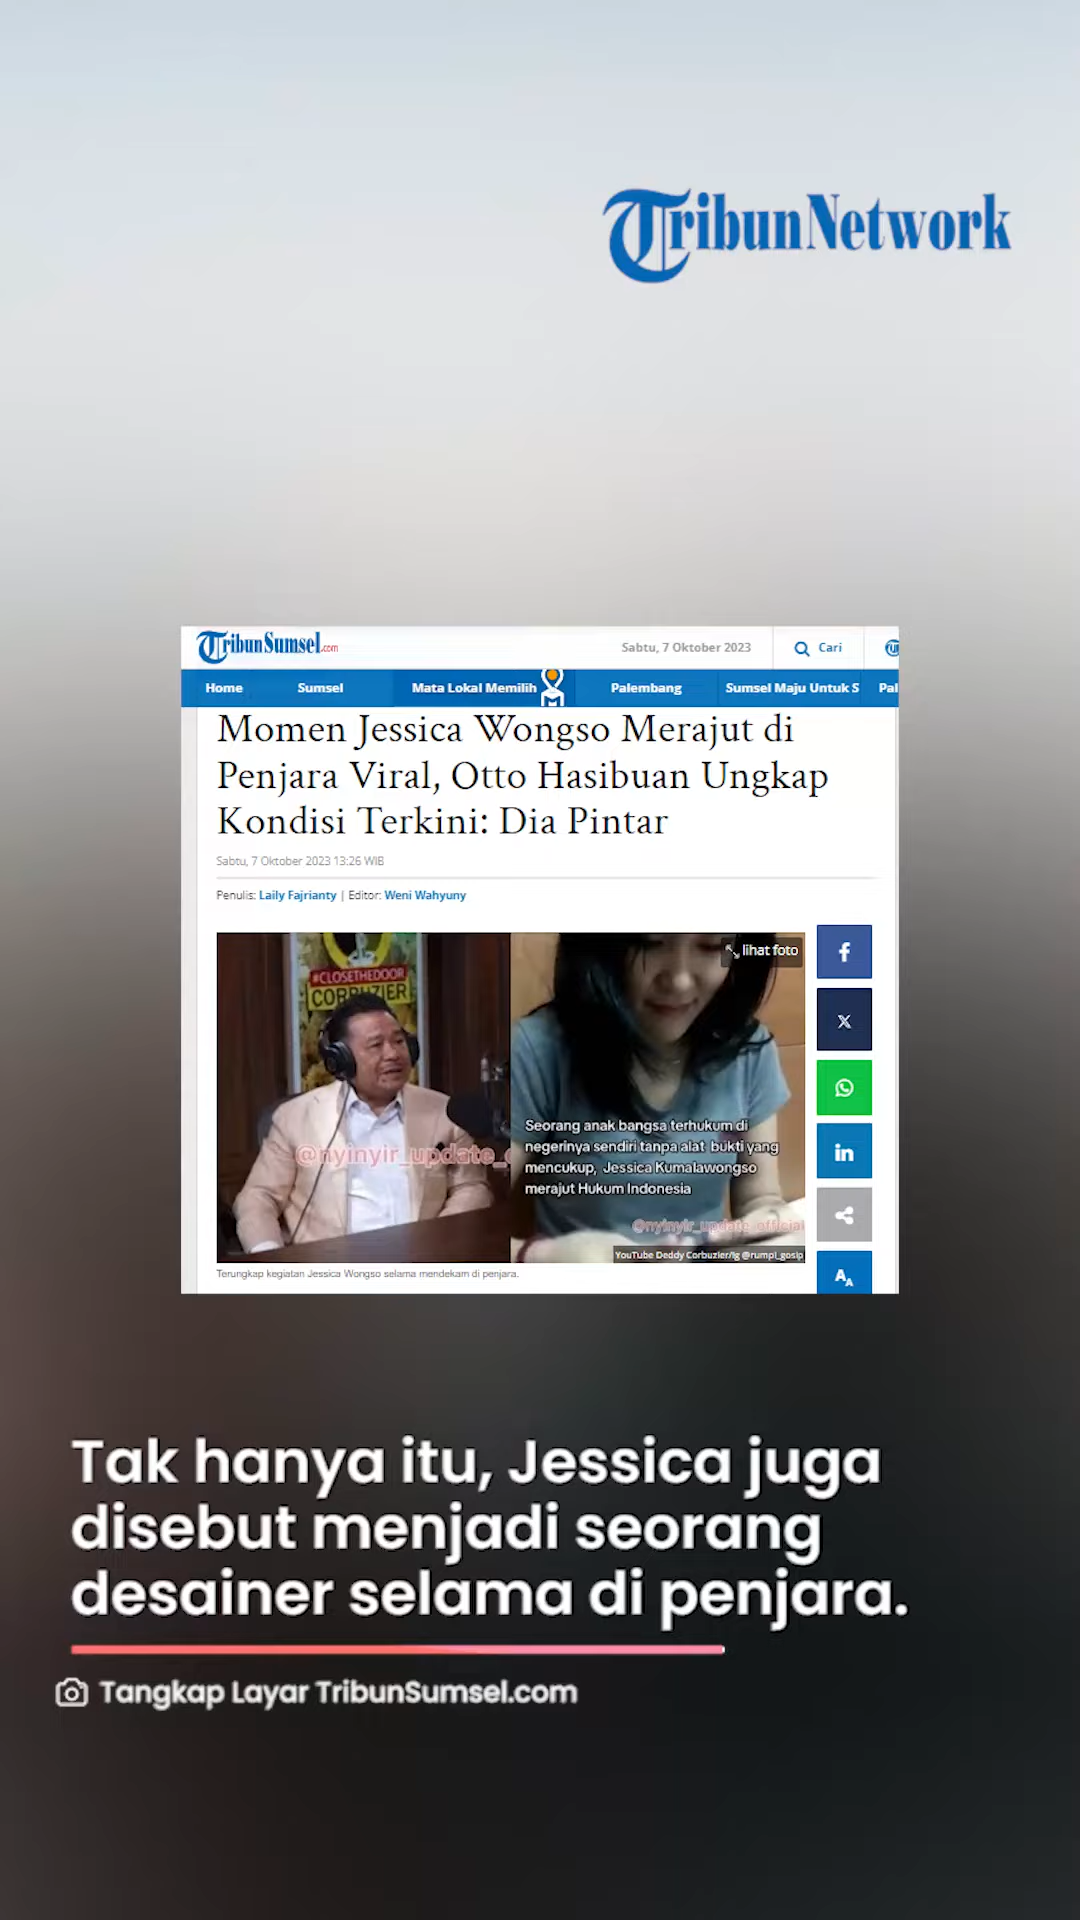 Tribun Network
TribunSumsel.com
Sabtu, 7 Oktober 2023
Cari
Home
Sumsel
Mata Lokal Memilih
Palembang
Sumsel Maju Untuk S
Pal
Momen Jessica Wongso Merajut di
Penjara Viral, Otto Hasibuan Ungkap
Kondisi Terkini: Dia Pintar
Sabtu, 7 Oktober 2023 13:26 WIB
Penulis: Laily Fajrianty | Editor: Weni Wahyuny
lihat foto
#CLOSETHEDOOR
CORBUZIER
@nyinyir_update_
Seorang anak bangsa terhukum di
negerinya sendiri tanpa alat bukti yang
mencukup, Jessica Kumalawongso
merajut Hukum Indonesia
@nyinyir_update_official
YouTube Deddy Corbuzier/Ig @rumpi_gosip
Terungkap kegiatan Jessica Wongso selama mendekam di penjara.
Tak hanya itu, Jessica juga
disebut menjadi seorang
desainer selama di penjara.
Tangkap Layar TribunSumsel.com